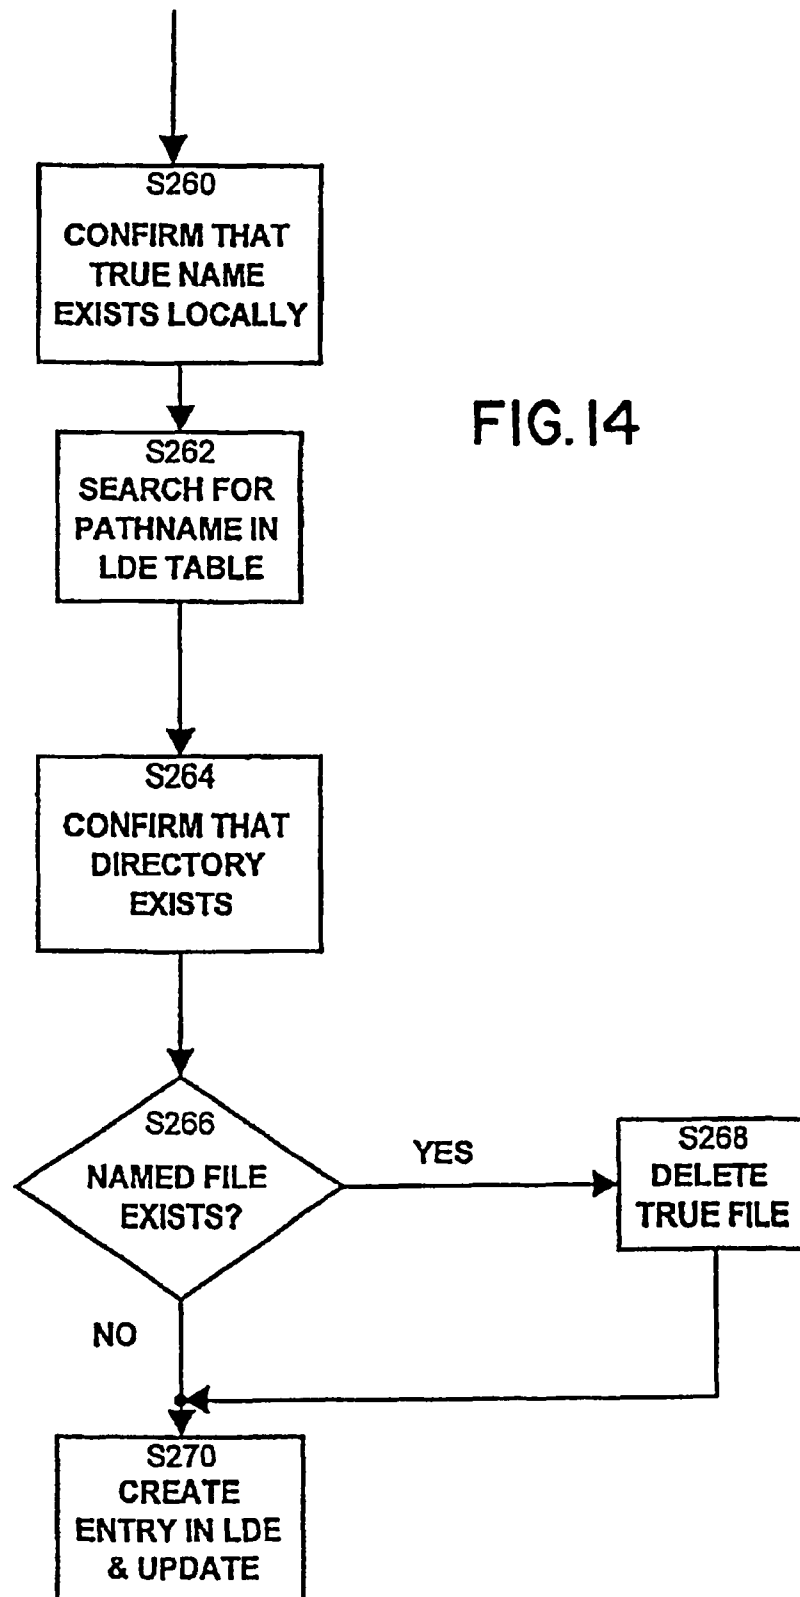 S260
CONFIRM THAT
TRUE NAME
EXISTS LOCALLY
FIG. 14
S262
SEARCH FOR
PATHNAME IN
LDE TABLE
S264
CONFIRM THAT
DIRECTORY
EXISTS
S266
NAMED FILE
EXISTS?
YES
S268
DELETE
TRUE FILE
NO
S270
CREATE
ENTRY IN LDE
& UPDATE